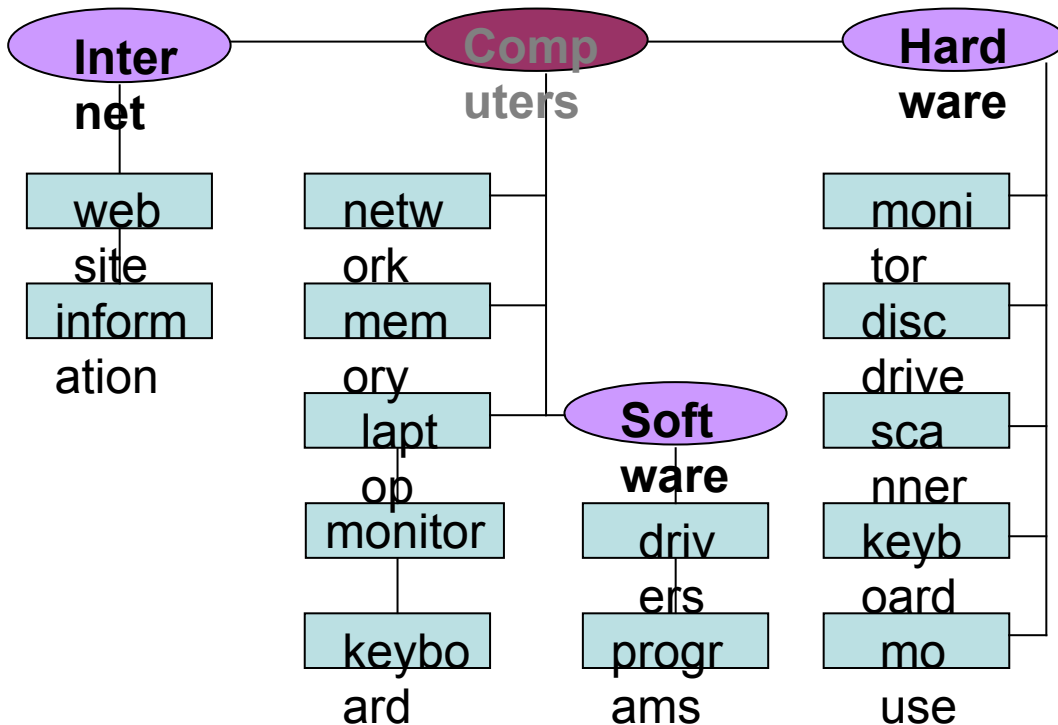 Inter
net
Comp
uters
Hard
ware
web
site
inform
ation
netw
ork
mem
ory
lapt
op
monitor
keybo
ard
Soft
ware
driv
ers
progr
ams
moni
tor
disc
drive
sca
nner
keyb
oard
mo
use